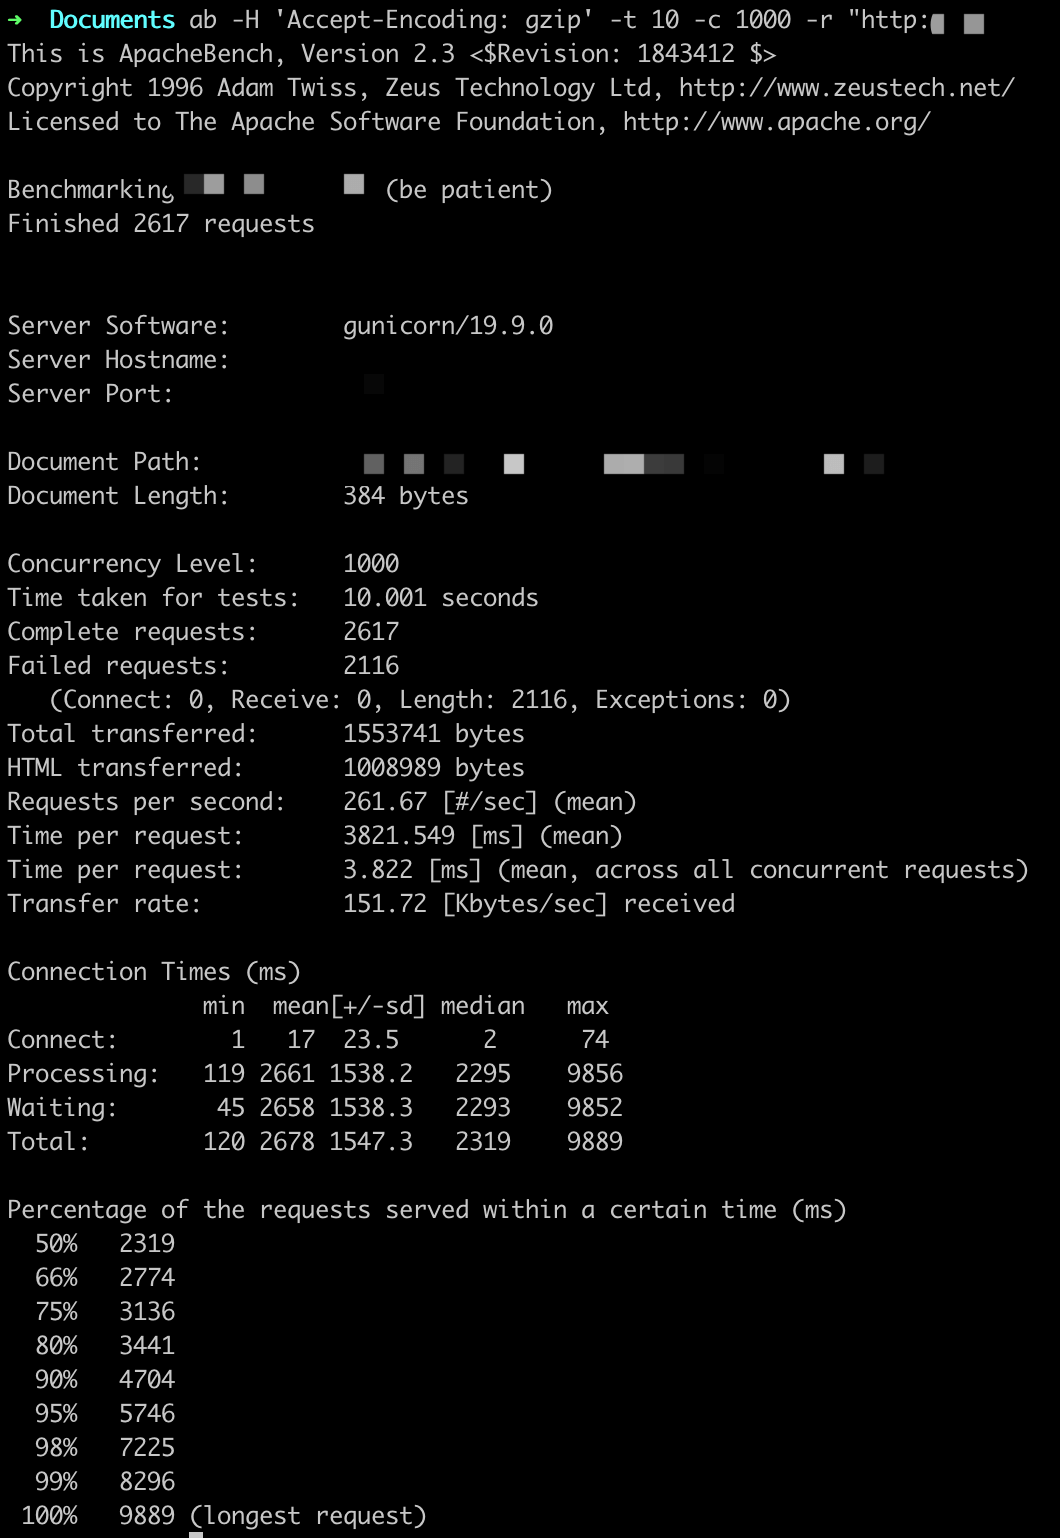 ➜  Documents ab -H 'Accept-Encoding: gzip' -t 10 -c 1000 -r "http:
This is ApacheBench, Version 2.3 <$Revision: 1843412 $>
Copyright 1996 Adam Twiss, Zeus Technology Ltd, http://www.zeustech.net/
Licensed to The Apache Software Foundation, http://www.apache.org/
Benchmarking (be patient)
Finished 2617 requests
Server Software:        gunicorn/19.9.0
Server Hostname:
Server Port:
Document Path:
Document Length:        384 bytes
Concurrency Level:      1000
Time taken for tests:   10.001 seconds
Complete requests:      2617
Failed requests:        2116
   (Connect: 0, Receive: 0, Length: 2116, Exceptions: 0)
Total transferred:      1553741 bytes
HTML transferred:       1008989 bytes
Requests per second:    261.67 [#/sec] (mean)
Time per request:       3821.549 [ms] (mean)
Time per request:       3.822 [ms] (mean, across all concurrent requests)
Transfer rate:          151.72 [Kbytes/sec] received
Connection Times (ms)
              min  mean[+/-sd] median   max
Connect:        1   17  23.5      2      74
Processing:   119 2661 1538.2   2295    9856
Waiting:       45 2658 1538.3   2293    9852
Total:        120 2678 1547.3   2319    9889
Percentage of the requests served within a certain time (ms)
  50%   2319
  66%   2774
  75%   3136
  80%   3441
  90%   4704
  95%   5746
  98%   7225
  99%   8296
 100%   9889 (longest request)